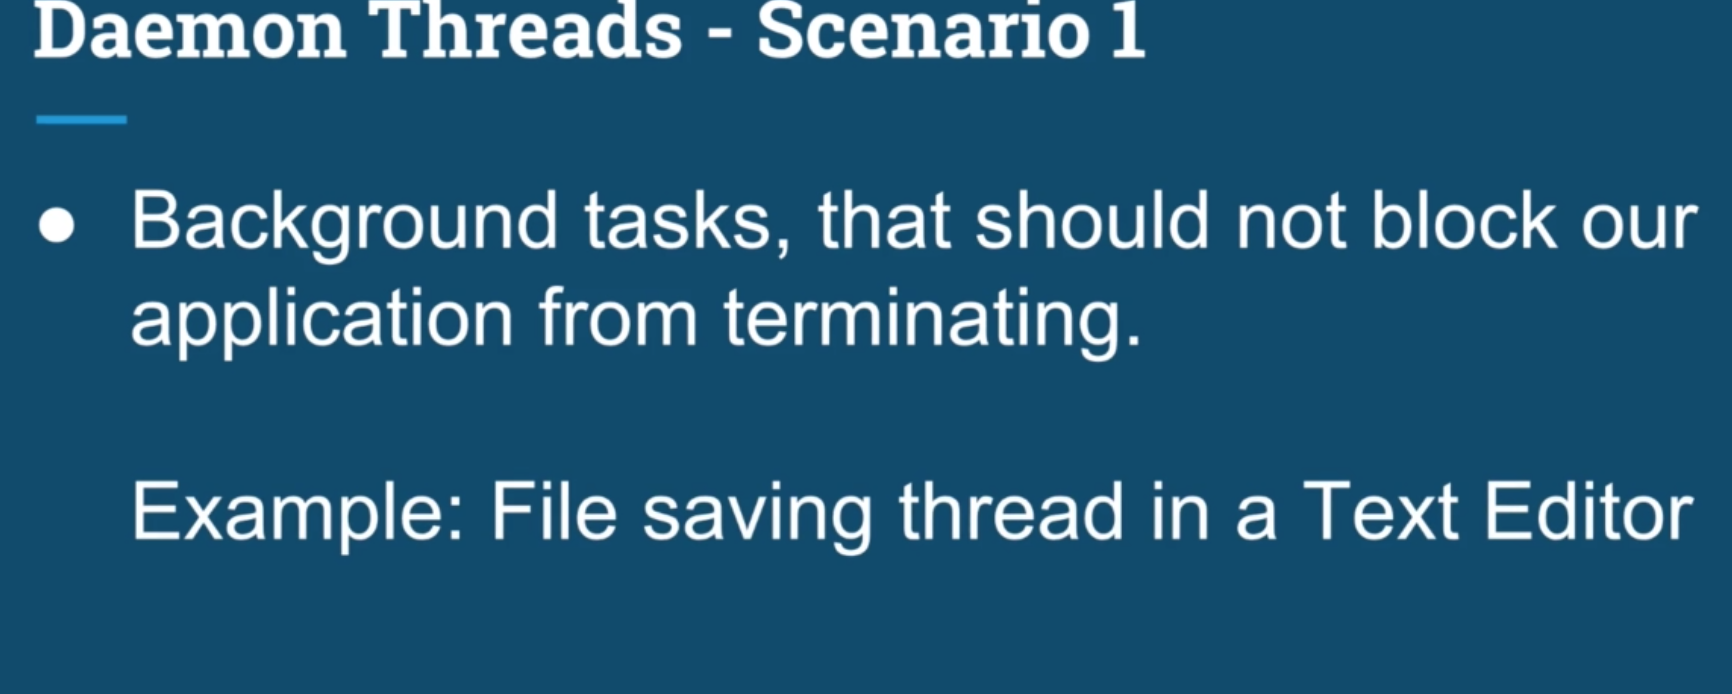 Daemon Threads - Scenario 1
● Background tasks, that should not block our
application from terminating.
Example: File saving thread in a Text Editor